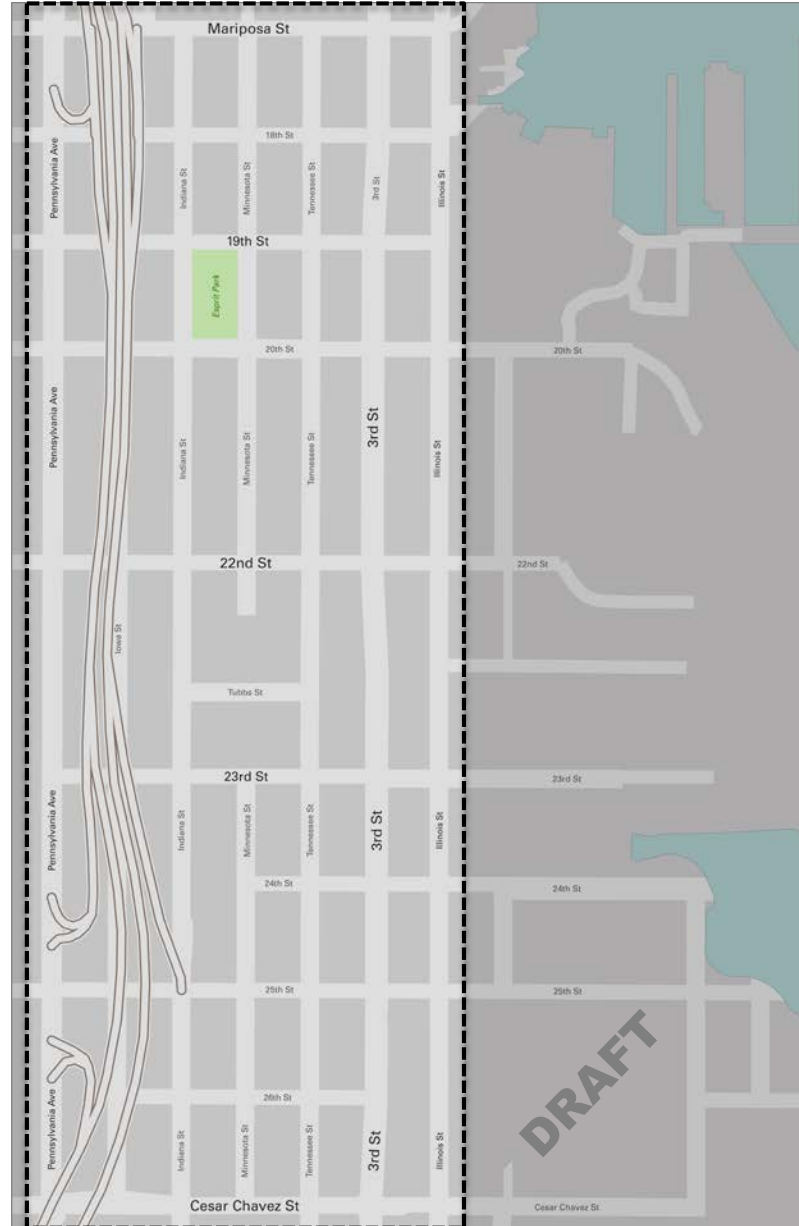 Mariposa St
18th St
Pennsylvania Ave
Indiana St
Minnesota St
Tennessee St
3rd St
Illinois St
19th St
Esprit Park
20th St
20th St
Pennsylvania Ave
Indiana St
Minnesota St
Tennessee St
3rd St
Illinois St
22nd St
22nd St
Iowa St
Tubbs St
23rd St
23rd St
Pennsylvania Ave
Indiana St
Minnesota St
Tennessee St
3rd St
Illinois St
24th St
24th St
25th St
25th St
DRAFT
26th St
Pennsylvania Ave
Indiana St
Minnesota St
Tennessee St
3rd St
Illinois St
Cesar Chavez St
Cesar Chavez St